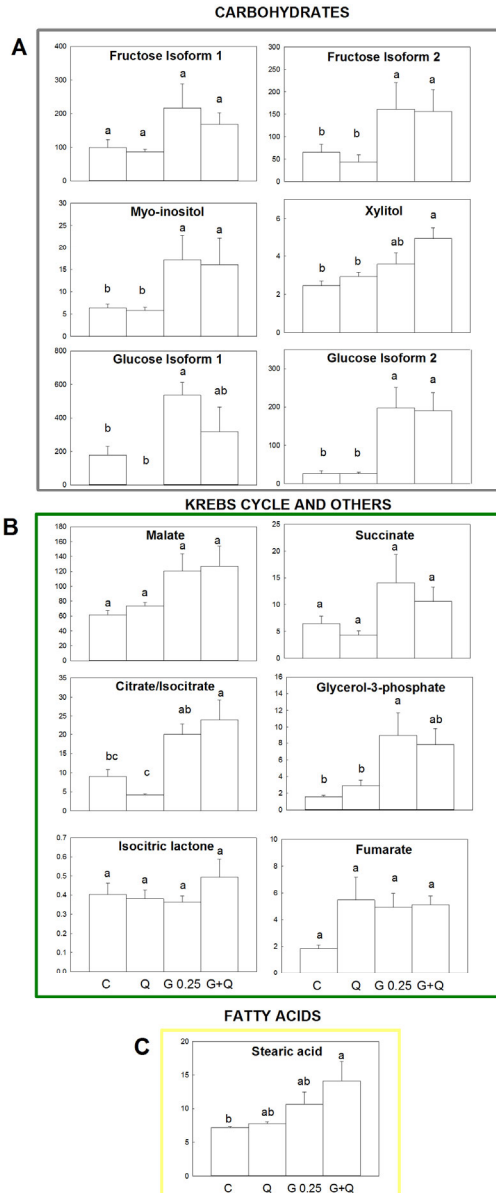 CARBOHYDRATES
A
Fructose Isoform 1
400
300
200
100
0
a a a a
Fructose Isoform 2
300
250
200
150
100
50
0
b b a a
Myo-inositol
30
25
20
15
10
5
0
b b a a
Xylitol
6
4
2
0
b b ab a
Glucose Isoform 1
800
600
400
200
0
b b a ab
Glucose Isoform 2
300
200
100
0
b b a a
KREBS CYCLE AND OTHERS
B
Malate
180
160
140
120
100
80
60
40
20
0
a a a a
Succinate
25
20
15
10
5
0
a a a a
Citrate/Isocitrate
35
30
25
20
15
10
5
0
bc c ab a
Glycerol-3-phosphate
16
14
12
10
8
6
4
2
0
b b a ab
Isocitric lactone
0.7
0.6
0.5
0.4
0.3
0.2
0.1
0.0
a a a a
C Q G 0.25 G+Q
Fumarate
10
8
6
4
2
0
a a a a
C Q G 0.25 G+Q
FATTY ACIDS
C
Stearic acid
20
15
10
5
0
b ab ab a
C Q G 0.25 G+Q